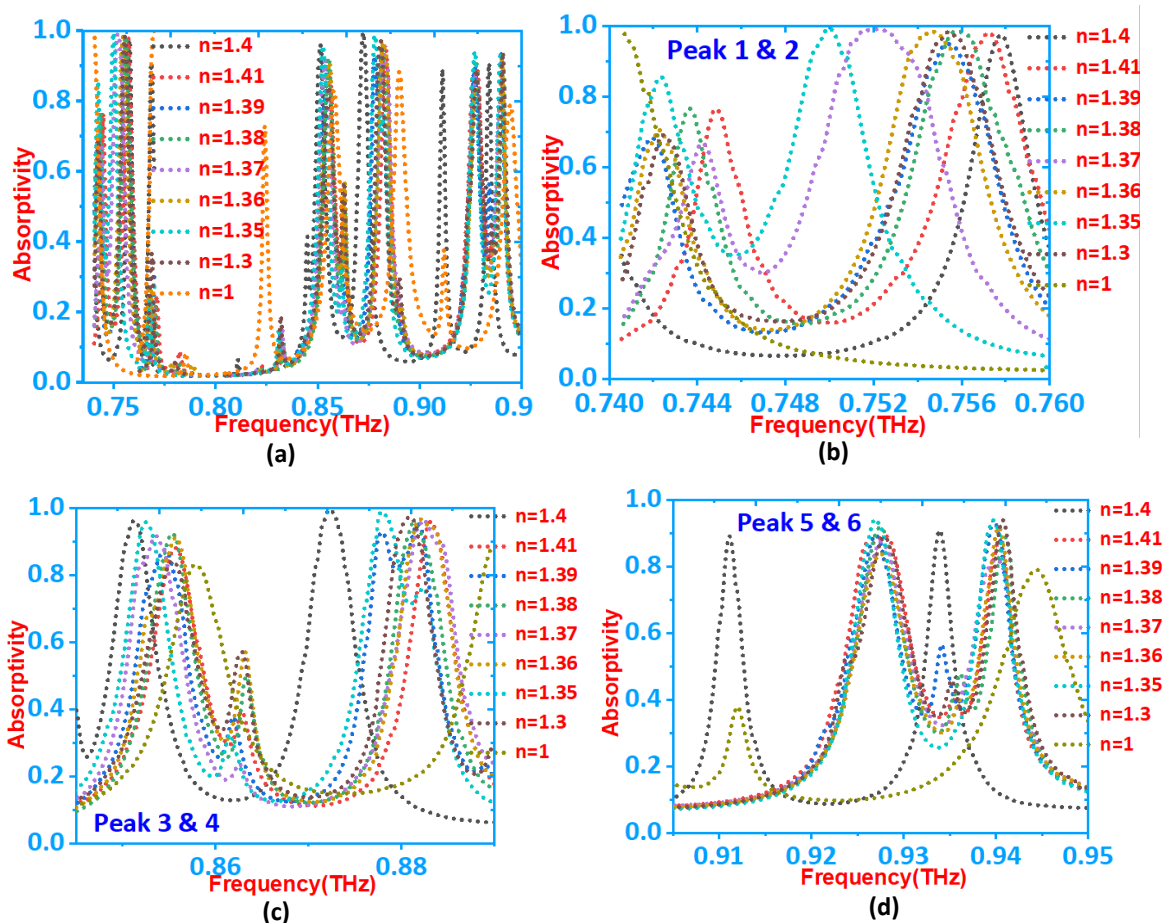 1.0
0.8
0.6
0.4
0.2
0.0
Absorptivity
n=1.4
n=1.41
n=1.39
n=1.38
n=1.37
n=1.36
n=1.35
n=1.3
n=1
0.75 0.80 0.85 0.90 0.9
Frequency(THz)
(a)
1.0
0.8
0.6
0.4
0.2
0.0
Absorptivity
Peak 1 & 2
n=1.4
n=1.41
n=1.39
n=1.38
n=1.37
n=1.36
n=1.35
n=1.3
n=1
0.740 0.744 0.748 0.752 0.756 0.760
Frequency(THz)
(b)
1.0
0.8
0.6
0.4
0.2
0.0
Absorptivity
Peak 3 & 4
n=1.4
n=1.41
n=1.39
n=1.38
n=1.37
n=1.36
n=1.35
n=1.3
n=1
0.86 0.88
Frequency(THz)
(c)
1.0
0.8
0.6
0.4
0.2
0.0
Absorptivity
Peak 5 & 6
n=1.4
n=1.41
n=1.39
n=1.38
n=1.37
n=1.36
n=1.35
n=1.3
n=1
0.91 0.92 0.93 0.94 0.95
Frequency(THz)
(d)